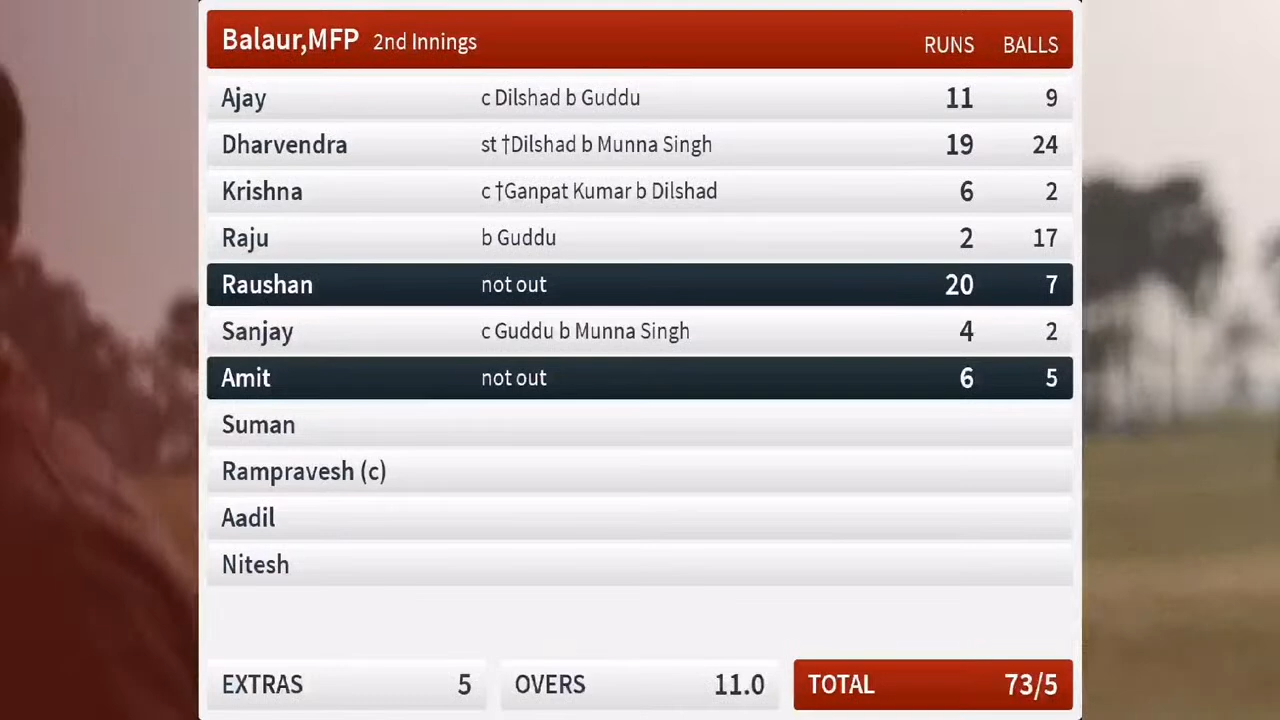 Balaur,MFP 2nd Innings RUNS BALLS
Ajay c Dilshad b Guddu 11 9
Dharvendra st †Dilshad b Munna Singh 19 24
Krishna c †Ganpat Kumar b Dilshad 6 2
Raju b Guddu 2 17
Raushan not out 20 7
Sanjay c Guddu b Munna Singh 4 2
Amit not out 6 5
Suman
Rampravesh (c)
Aadil
Nitesh
EXTRAS 5 OVERS 11.0 TOTAL 73/5